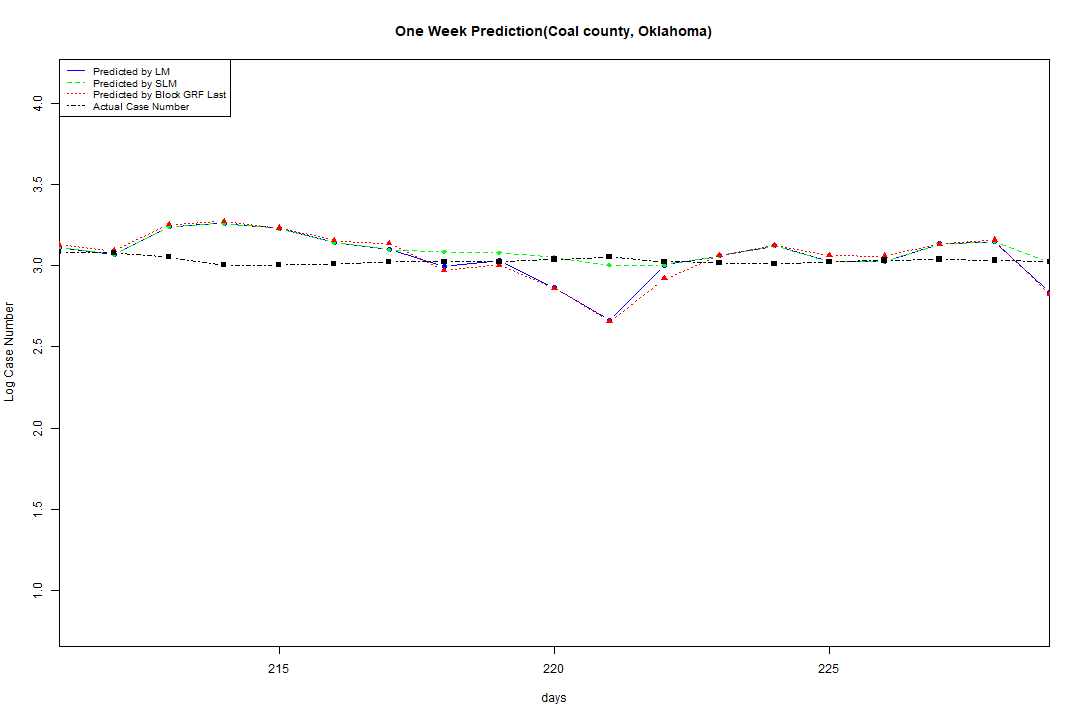 One Week Prediction(Coal county, Oklahoma)
Predicted by LM
Predicted by SLM
Predicted by Block GRF Last
Actual Case Number
4.0
3.5
3.0
2.5
2.0
1.5
1.0
Log Case Number
215 220 225
days